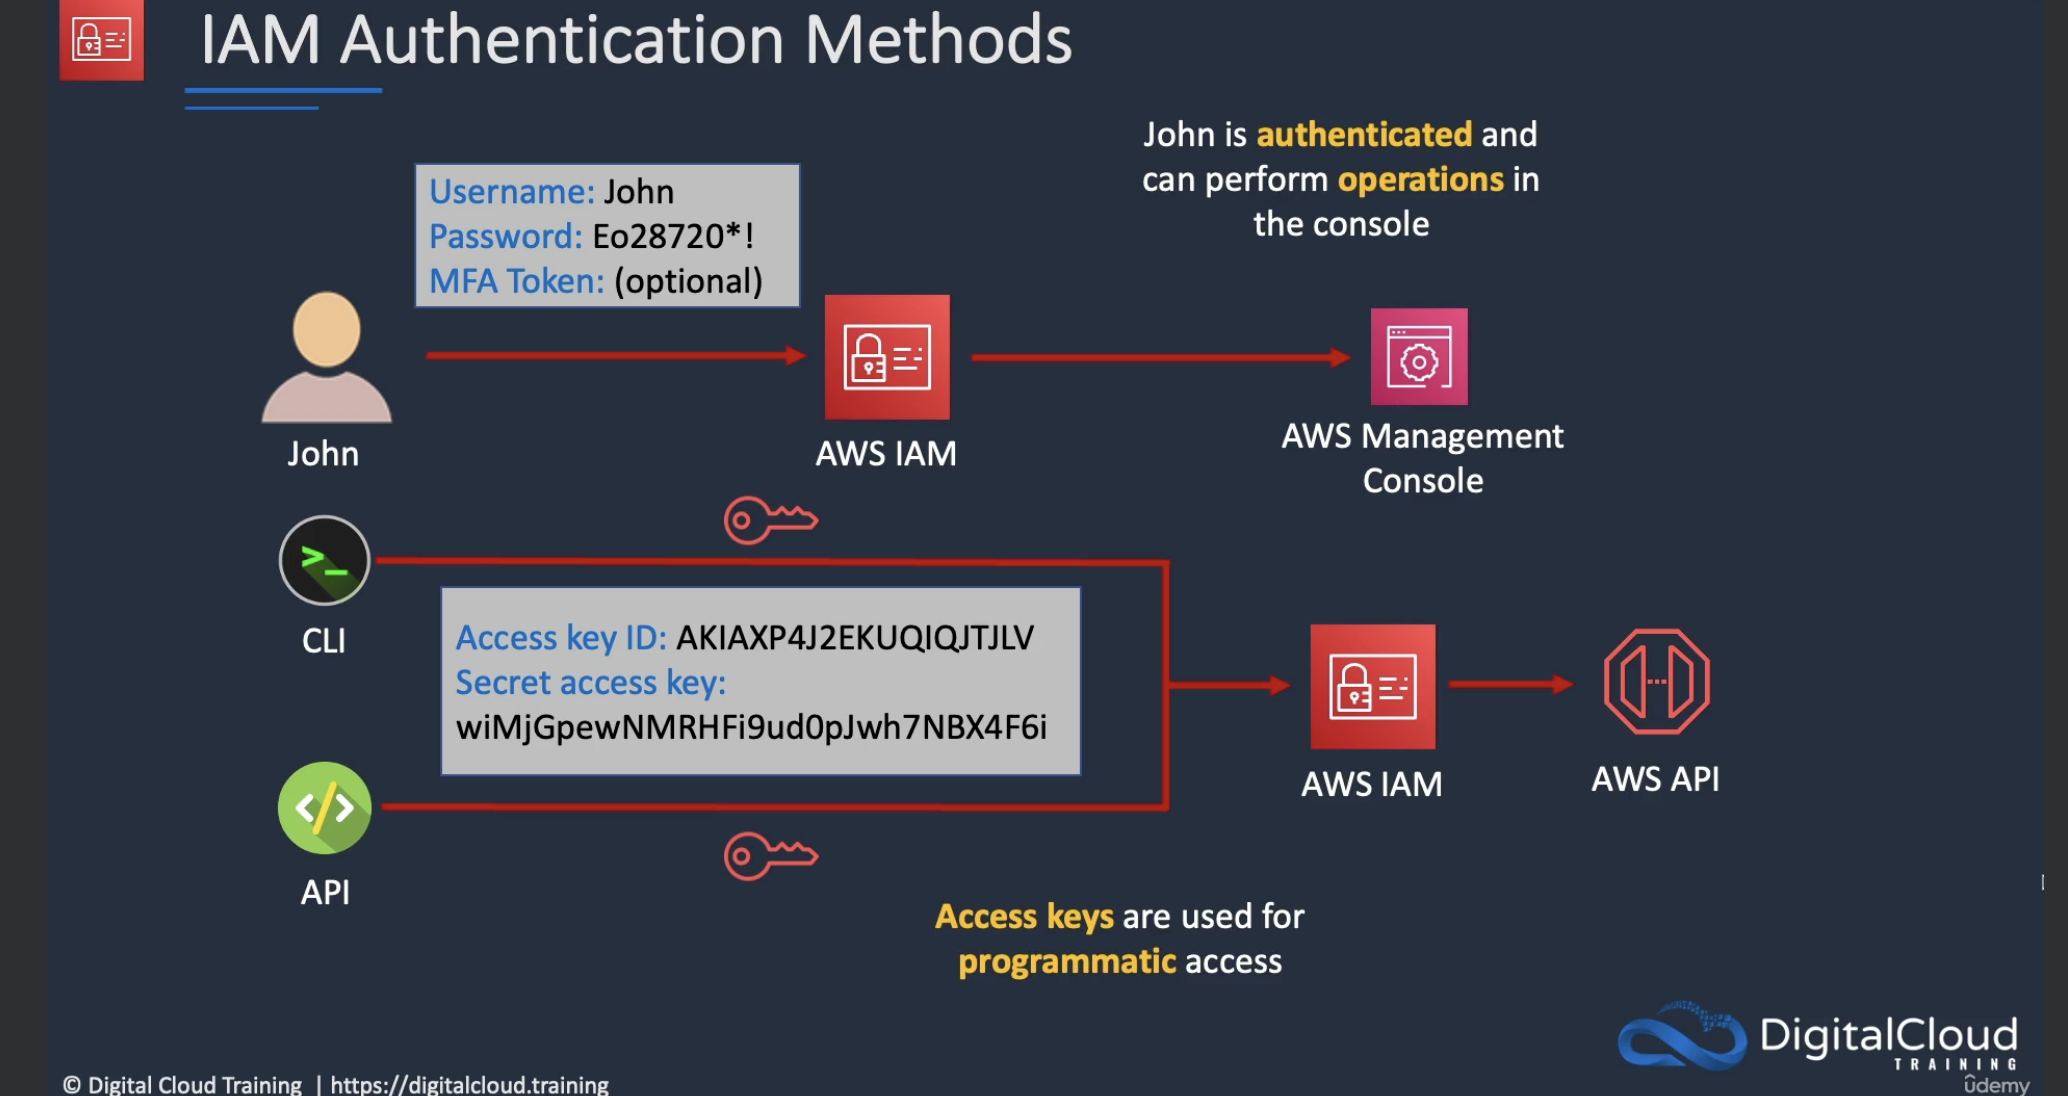 IAM Authentication Methods
John is authenticated and
can perform operations in
the console
Username: John
Password: Eo28720*!
MFA Token: (optional)
John
AWS IAM
AWS Management
Console
CLI
Access key ID: AKIAXP4J2EKUQIQJTJLV
Secret access key:
wiMjGpewNMRHFi9ud0pJwh7NBX4F6i
API
AWS IAM
AWS API
Access keys are used for
programmatic access
DigitalCloud
TRAINING
© Digital Cloud Training | https://digitalcloud.training
ûdemy